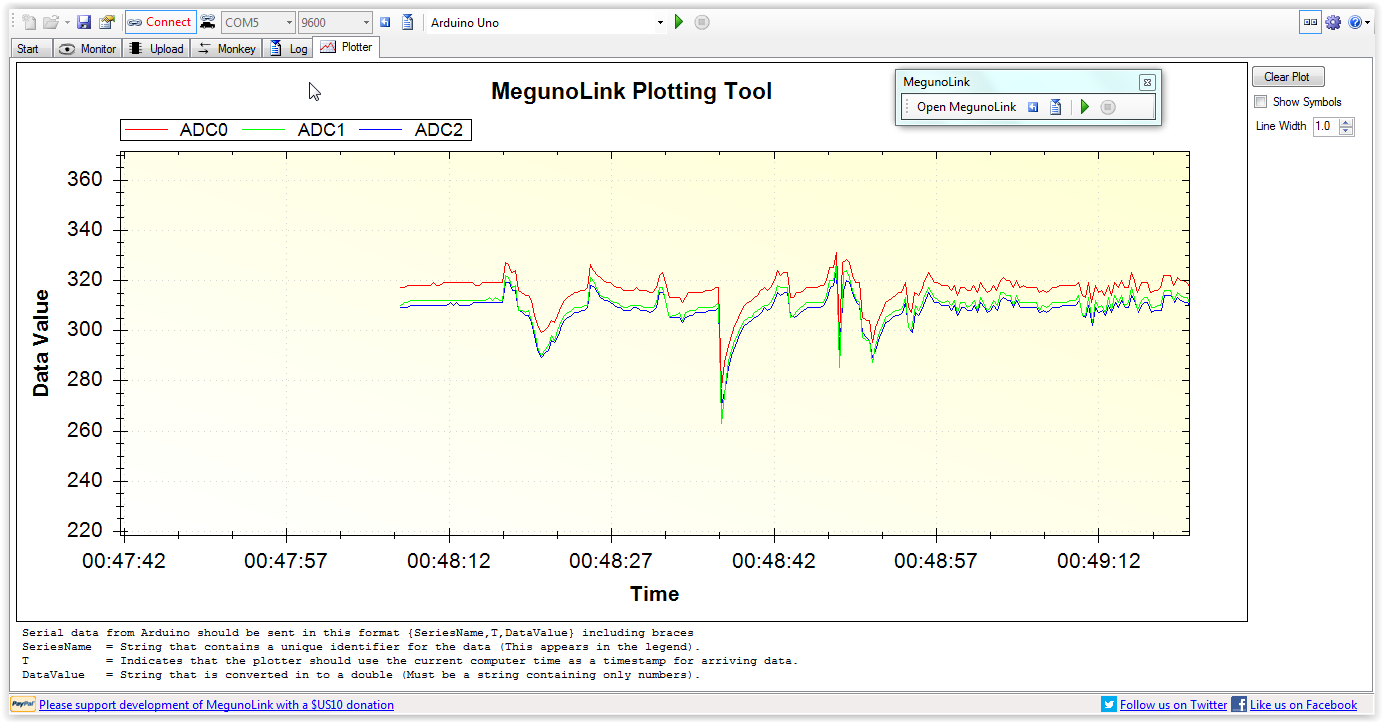 Connect COM5 9600 Arduino Uno
Start Monitor Upload Monkey Log Plotter
MegunoLink Plotting Tool
MegunoLink
Open MegunoLink
Clear Plot
Show Symbols
Line Width 1.0
ADC0 ADC1 ADC2
360
340
320
300
280
260
240
220
Data Value
00:47:42 00:47:57 00:48:12 00:48:27 00:48:42 00:48:57 00:49:12
Time
Serial data from Arduino should be sent in this format {SeriesName,T,DataValue} including braces
SeriesName = String that contains a unique identifier for the data (This appears in the legend).
T = Indicates that the plotter should use the current computer time as a timestamp for arriving data.
DataValue = String that is converted in to a double (Must be a string containing only numbers).
PayPal Please support development of MegunoLink with a $US10 donation
Follow us on Twitter Like us on Facebook